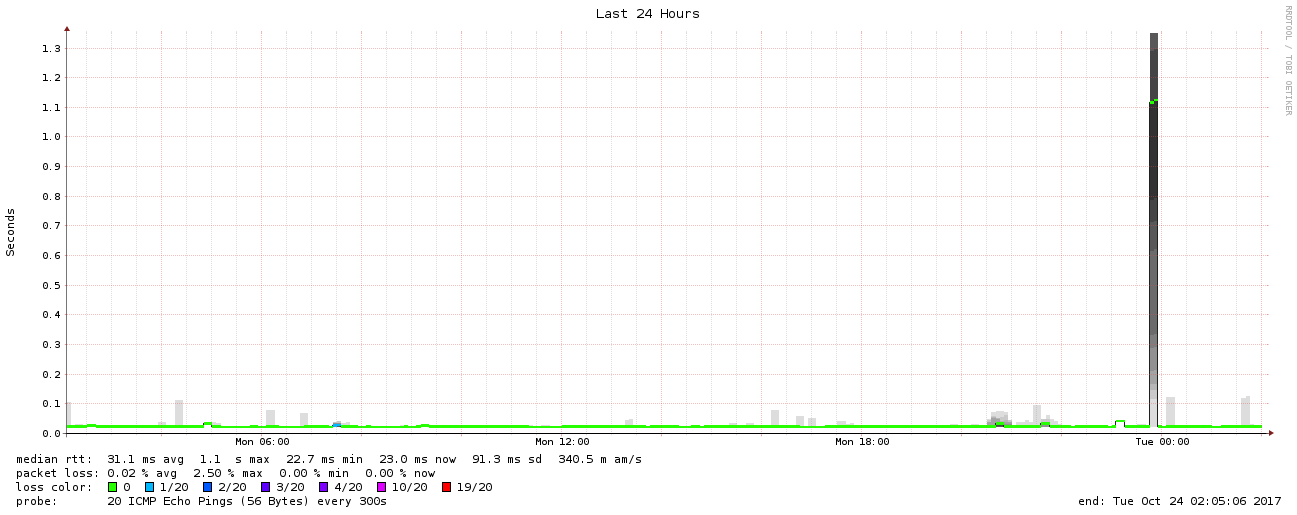 Last 24 Hours
RRDTOOL / TOBI OETIKER
Seconds
1.3
1.2
1.1
1.0
0.9
0.8
0.7
0.6
0.5
0.4
0.3
0.2
0.1
0.0
Mon 06:00 Mon 12:00 Mon 18:00 Tue 00:00
median rtt: 31.1 ms avg 1.1 s max 22.7 ms min 23.0 ms now 91.3 ms sd 340.5 m am/s
packet loss: 0.02 % avg 2.50 % max 0.00 % min 0.00 % now
loss color: 0 1/20 2/20 3/20 4/20 10/20 19/20
probe: 20 ICMP Echo Pings (56 Bytes) every 300s end: Tue Oct 24 02:05:06 2017